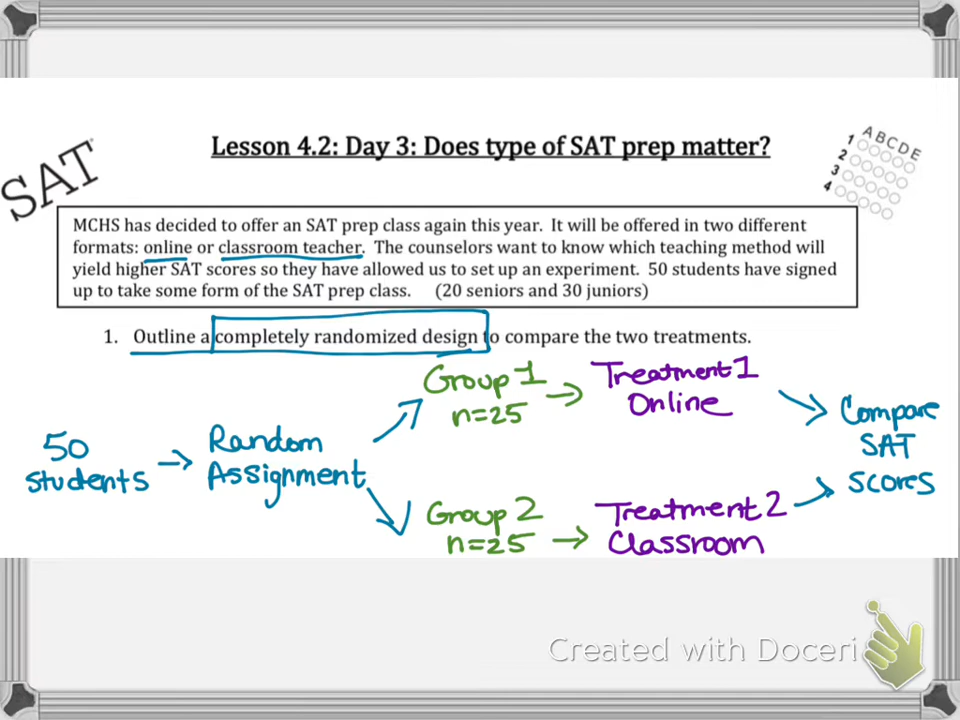 SAT
Lesson 4.2: Day 3: Does type of SAT prep matter?
A B C D E
1
2
3
4
MCHS has decided to offer an SAT prep class again this year. It will be offered in two different
formats: online or classroom teacher. The counselors want to know which teaching method will
yield higher SAT scores so they have allowed us to set up an experiment. 50 students have signed
up to take some form of the SAT prep class. (20 seniors and 30 juniors)
1. Outline a completely randomized design to compare the two treatments.
50
students
Random
Assignment
Group 1
n=25
Treatment 1
Online
Group 2
n=25
Treatment 2
Classroom
Compare
SAT
scores
Created with Doceri